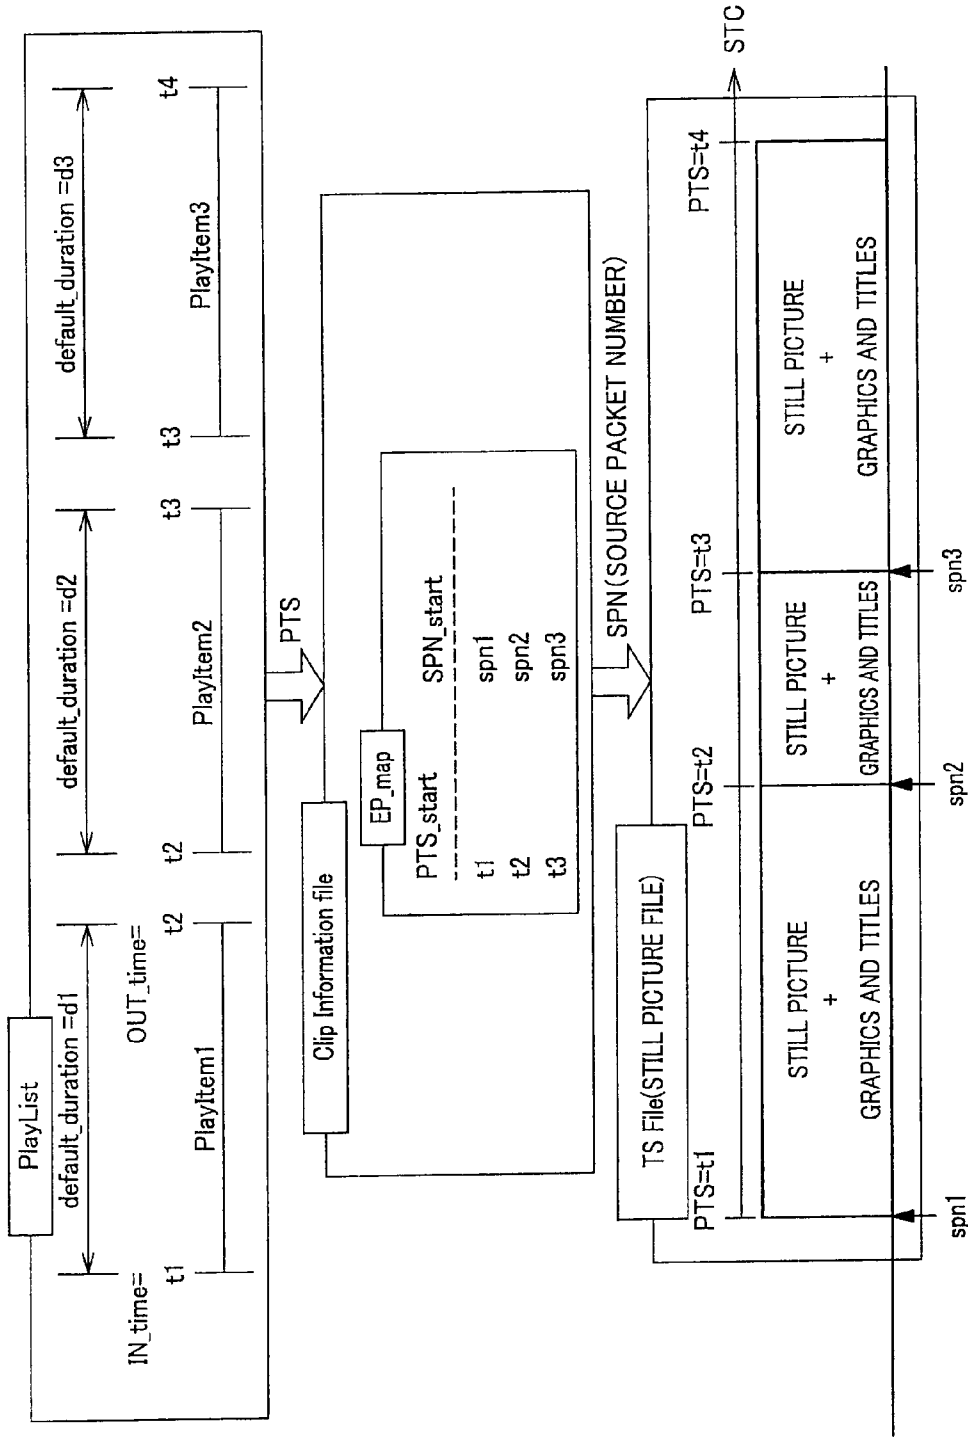 PlayList
default_duration =d1
default_duration =d2
default_duration =d3
IN_time=
OUT_time=
t1
t2
t2
t3
t3
t4
PlayItem1
PlayItem2
PlayItem3
PTS
Clip Information file
EP_map
PTS_start SPN_start
t1 spn1
t2 spn2
t3 spn3
SPN(SOURCE PACKET NUMBER)
TS File(STILL PICTURE FILE)
PTS=t1
PTS=t2
PTS=t3
PTS=t4
STC
STILL PICTURE
+
GRAPHICS AND TITLES
STILL PICTURE
+
GRAPHICS AND TITLES
STILL PICTURE
+
GRAPHICS AND TITLES
spn1
spn2
spn3